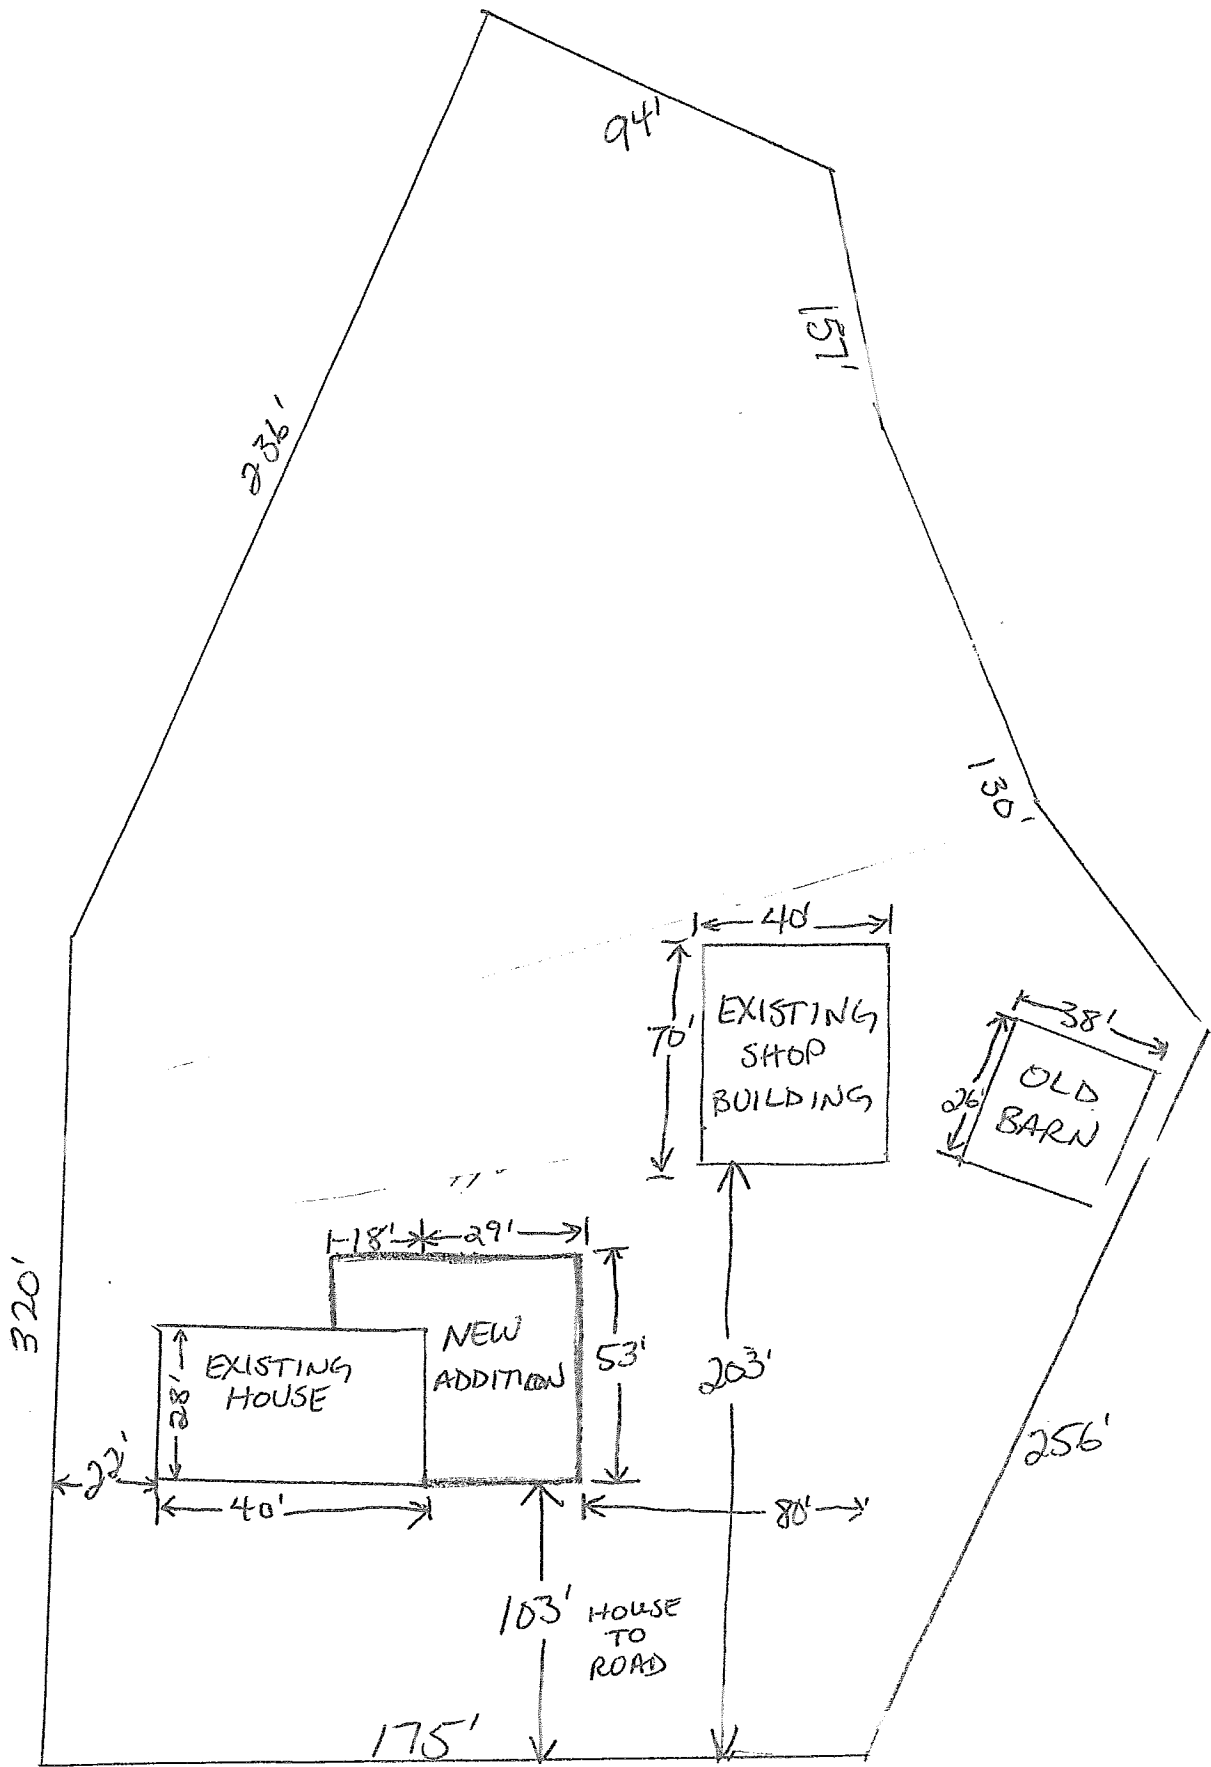 94'
157'
236'
130'
40'
70'
EXISTING
SHOP
BUILDING
38'
26'
OLD
BARN
18'
29'
320'
NEW
ADDITION
53'
203'
EXISTING
HOUSE
28'
256'
22'
40'
80'
103'
HOUSE
TO
ROAD
175'